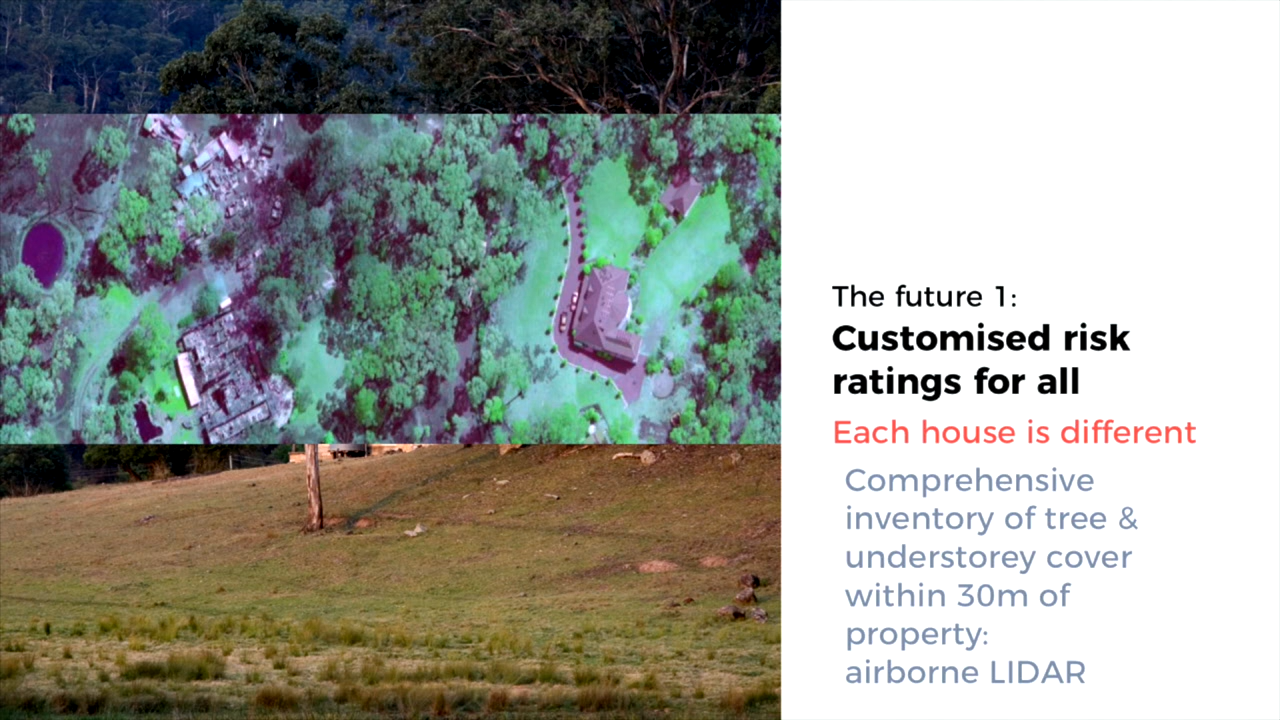 The future 1:
Customised risk
ratings for all
Each house is different
Comprehensive
inventory of tree &
understorey cover
within 30m of
property:
airborne LIDAR